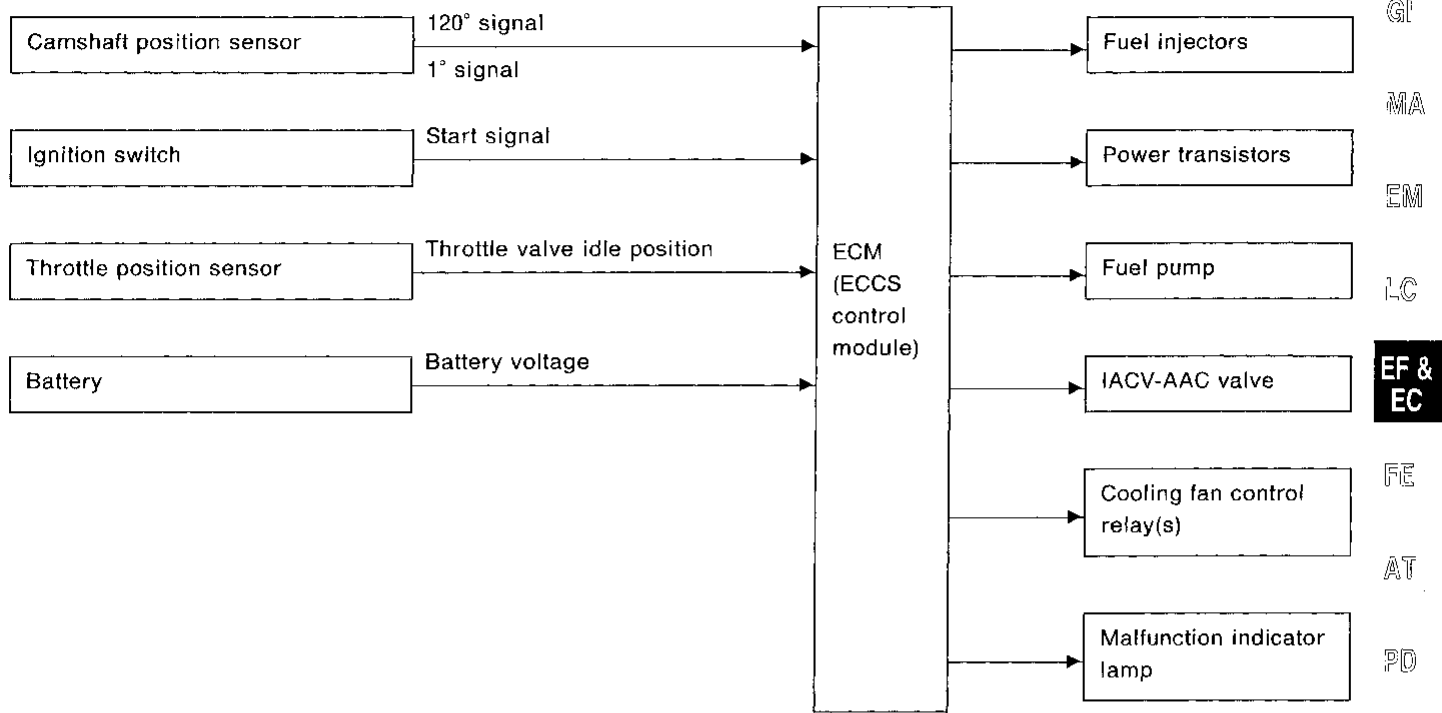 Camshaft position sensor
120° signal
1° signal
Ignition switch
Start signal
Throttle position sensor
Throttle valve idle position
Battery
Battery voltage
ECM
(ECCS
control
module)
Fuel injectors
Power transistors
Fuel pump
IACV-AAC valve
Cooling fan control
relay(s)
Malfunction indicator
lamp
GI
MA
EM
LC
EF &
EC
FE
AT
PD